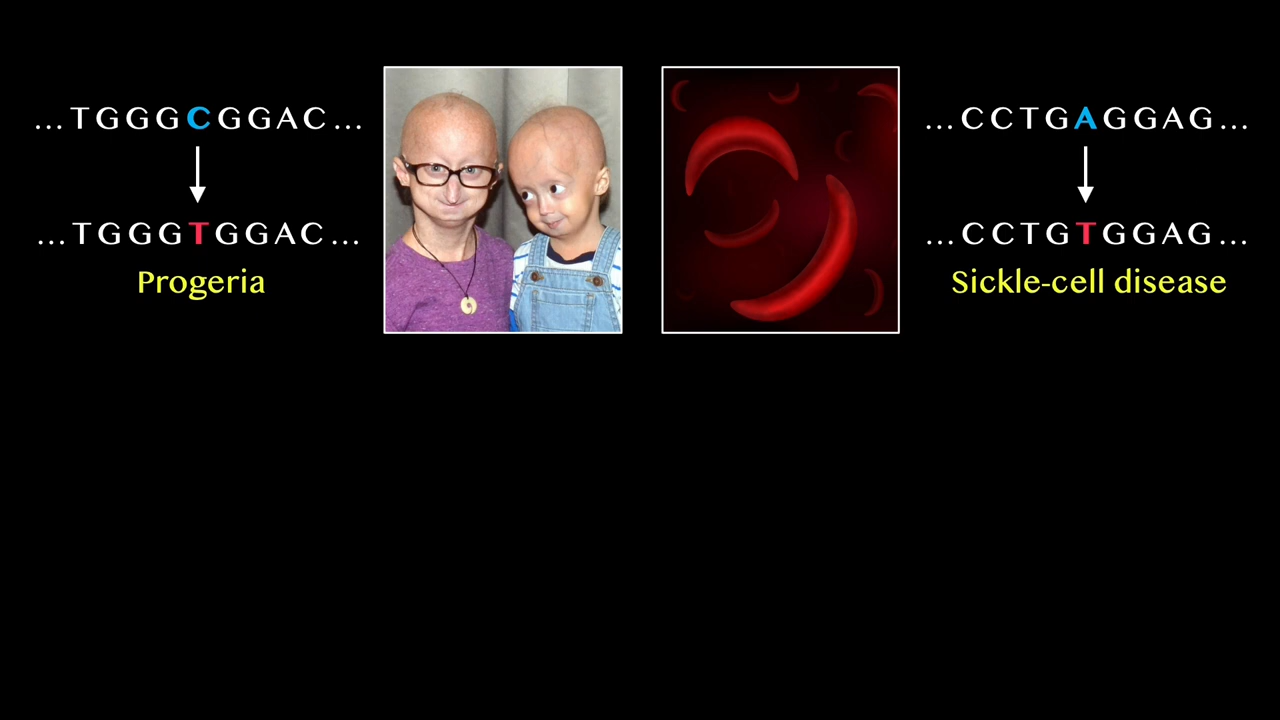 ...TGGGCGGAC...
...TGGGTGGAC...
Progeria
...CCTGAGGAG...
...CCTGTGGAG...
Sickle-cell disease